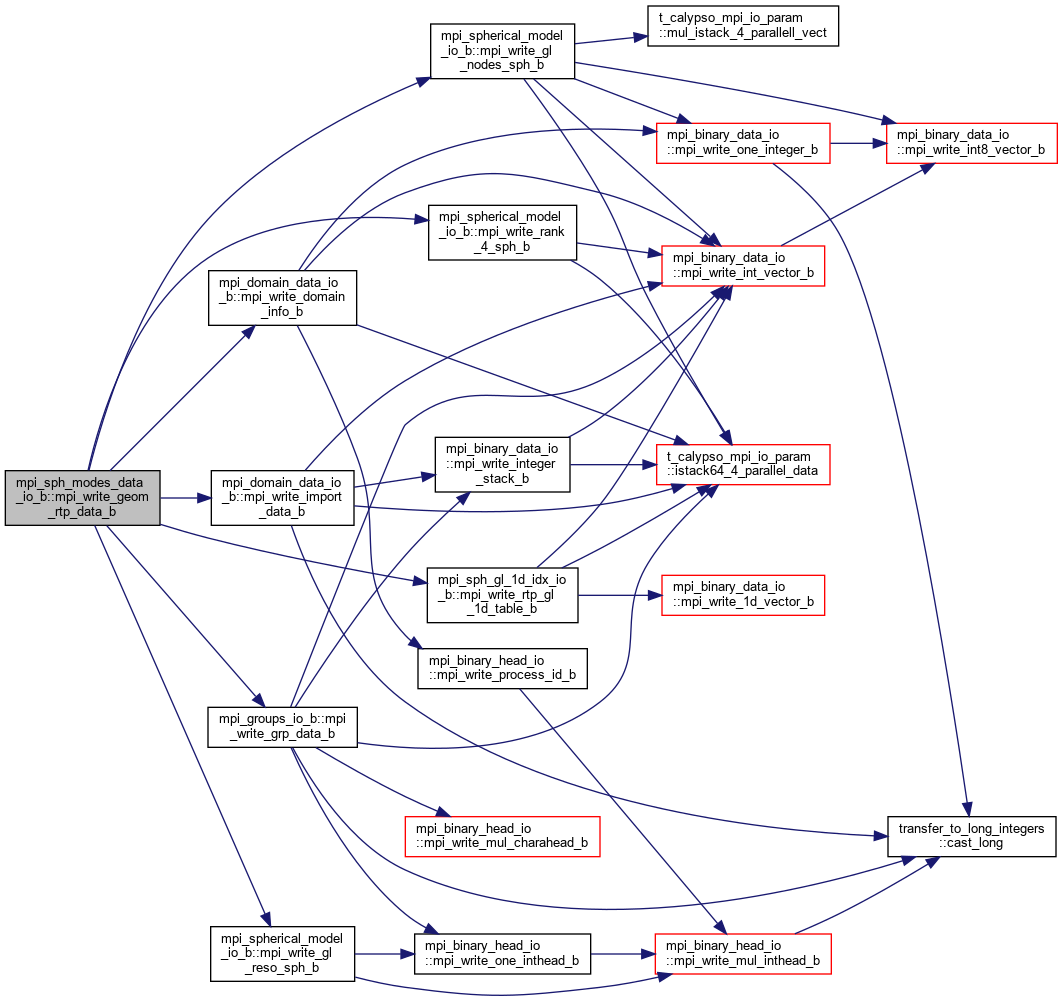 mpi_spherical_model
_io_b::mpi_write_gl
_nodes_sph_b
t_calypso_mpi_io_param
::mul_istack_4_parallell_vect
mpi_binary_data_io
::mpi_write_one_integer_b
mpi_binary_data_io
::mpi_write_int8_vector_b
mpi_spherical_model
_io_b::mpi_write_rank
_4_sph_b
mpi_binary_data_io
::mpi_write_int_vector_b
mpi_domain_data_io
_b::mpi_write_domain
_info_b
mpi_binary_data_io
::mpi_write_integer
_stack_b
t_calypso_mpi_io_param
::istack64_4_parallel_data
mpi_sph_modes_data
_io_b::mpi_write_geom
_rtp_data_b
mpi_domain_data_io
_b::mpi_write_import
_data_b
mpi_sph_gl_1d_idx_io
_b::mpi_write_rtp_gl
_1d_table_b
mpi_binary_data_io
::mpi_write_1d_vector_b
mpi_binary_head_io
::mpi_write_process_id_b
mpi_groups_io_b::mpi
_write_grp_data_b
mpi_binary_head_io
::mpi_write_mul_charahead_b
transfer_to_long_integers
::cast_long
mpi_spherical_model
_io_b::mpi_write_gl
_reso_sph_b
mpi_binary_head_io
::mpi_write_one_inthead_b
mpi_binary_head_io
::mpi_write_mul_inthead_b